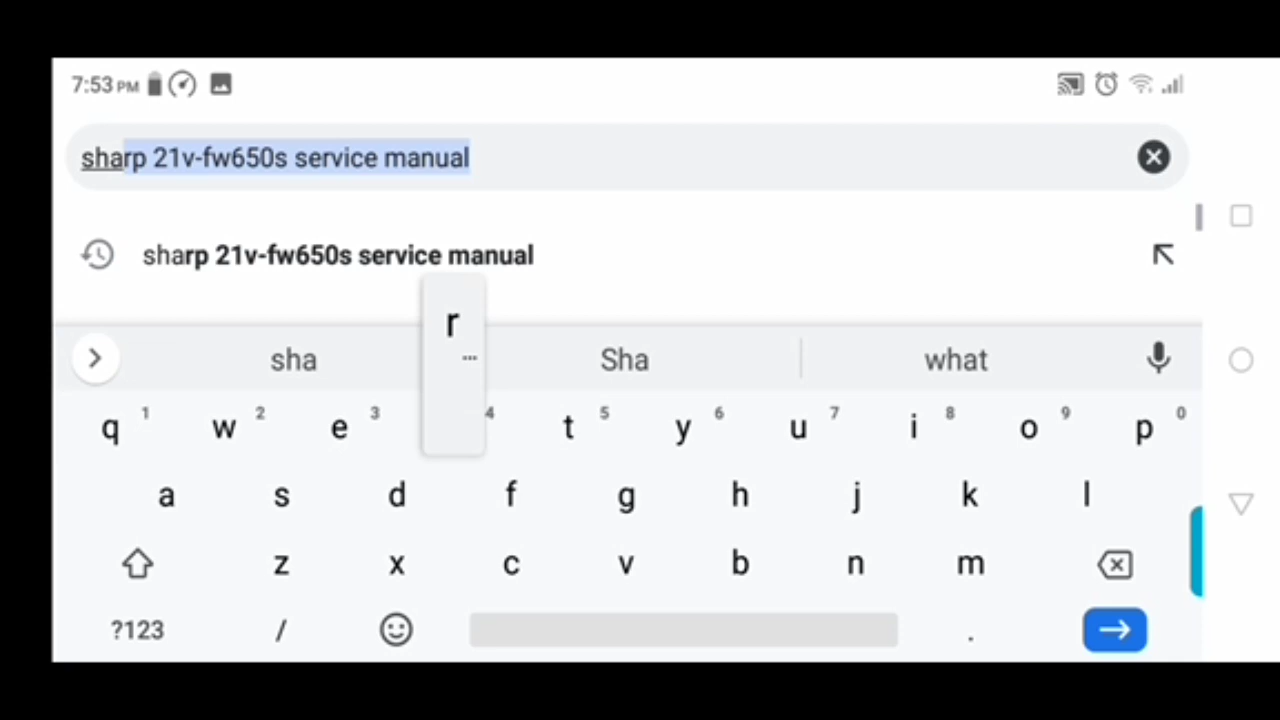 7:53 PM
sharp 21v-fw650s service manual
sharp 21v-fw650s service manual
r
...
sha Sha what
q 1 w 2 e 3 4 t 5 y 6 u 7 i 8 o 9 p 0
a s d f g h j k l
z x c v b n m
?123 / .